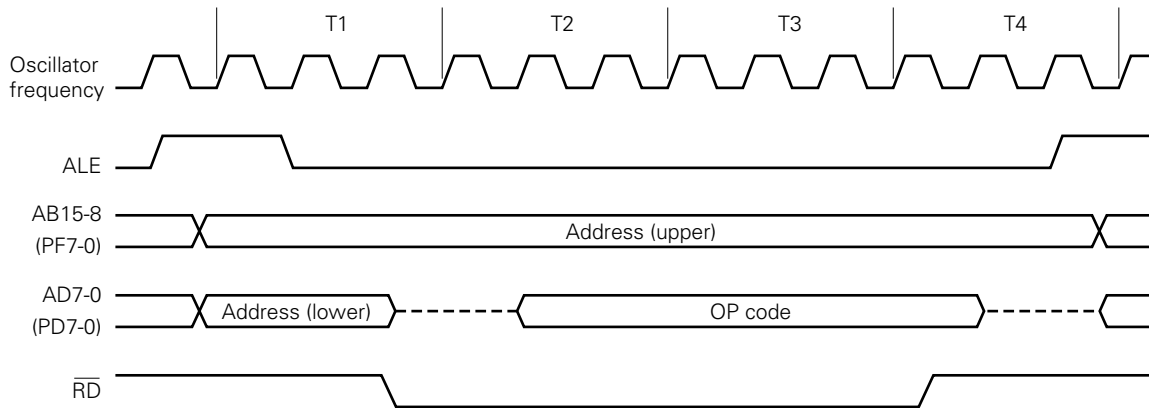 T1 T2 T3 T4
Oscillator
frequency
ALE
AB15-8
(PF7-0)
Address (upper)
AD7-0
(PD7-0)
Address (lower) OP code
RD